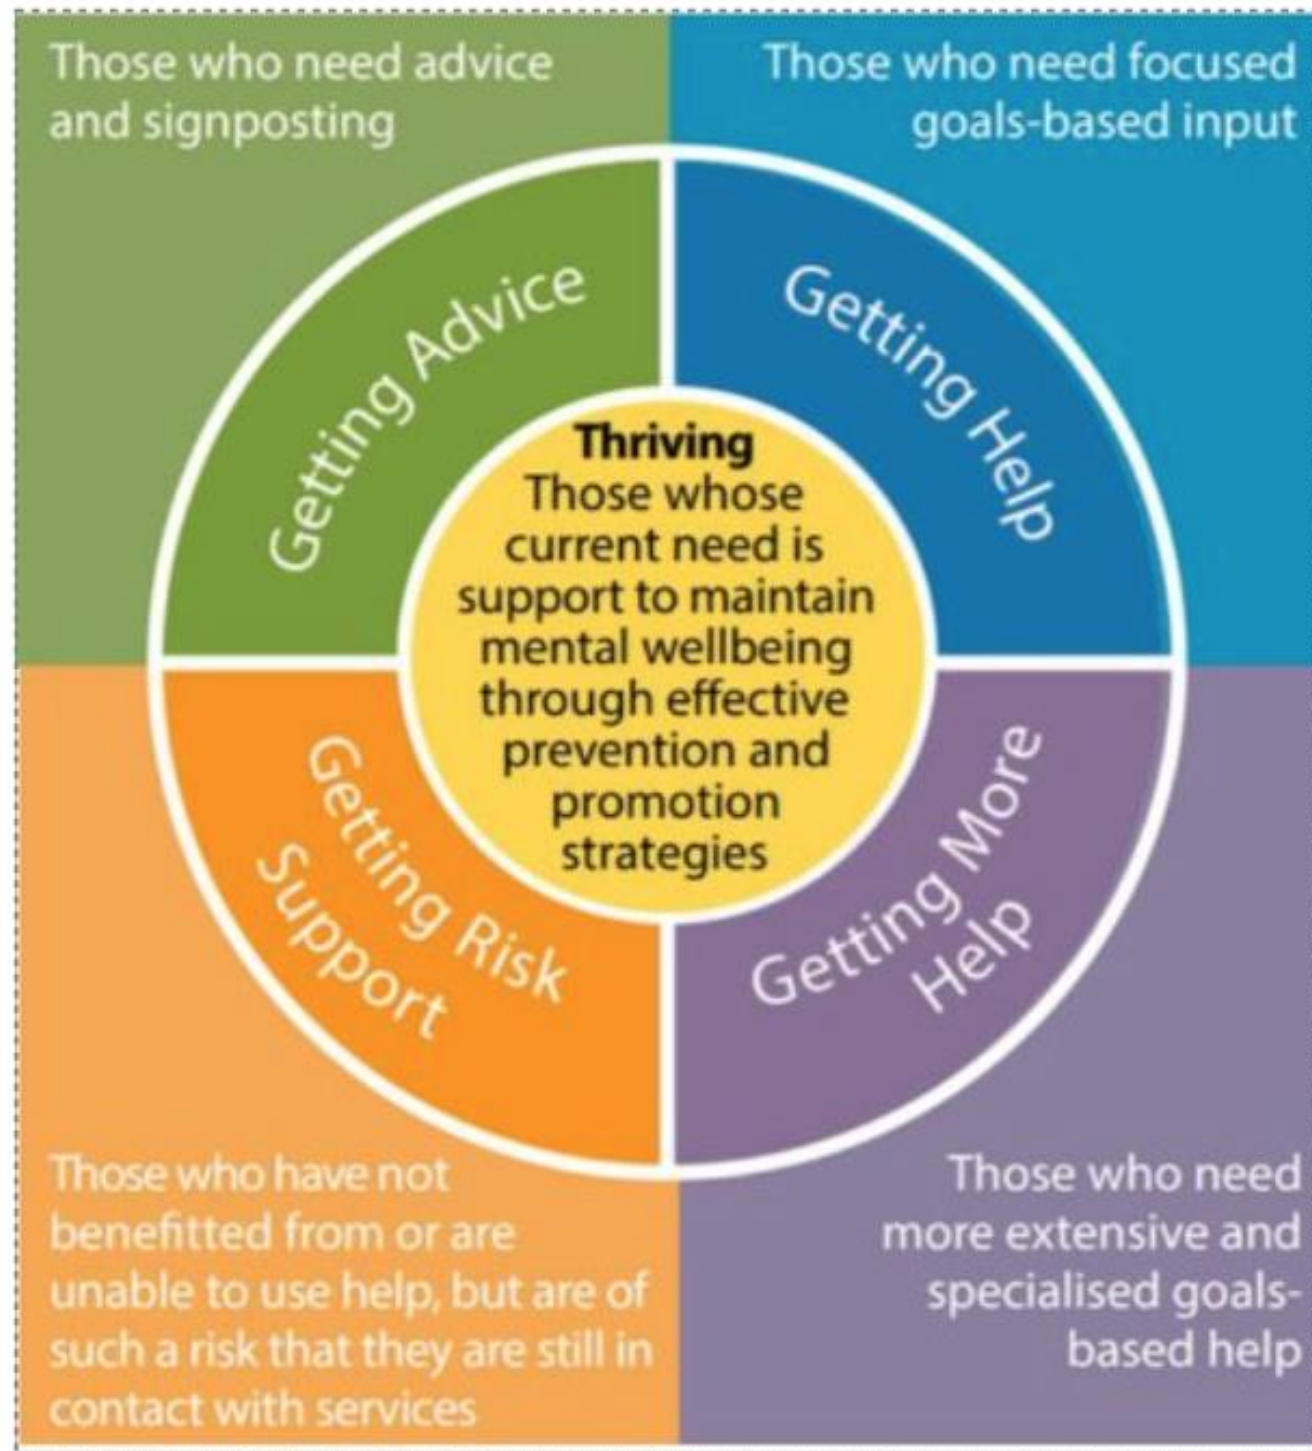 Those who need advice
and signposting
Those who need focused
goals-based input
Getting Advice
Getting Help
Thriving
Those whose
current need is
support to maintain
mental wellbeing
through effective
prevention and
promotion
strategies
Getting Risk
Support
Getting More
Help
Those who have not
benefitted from or are
unable to use help, but are of
such a risk that they are still in
contact with services
Those who need
more extensive and
specialised goals-
based help